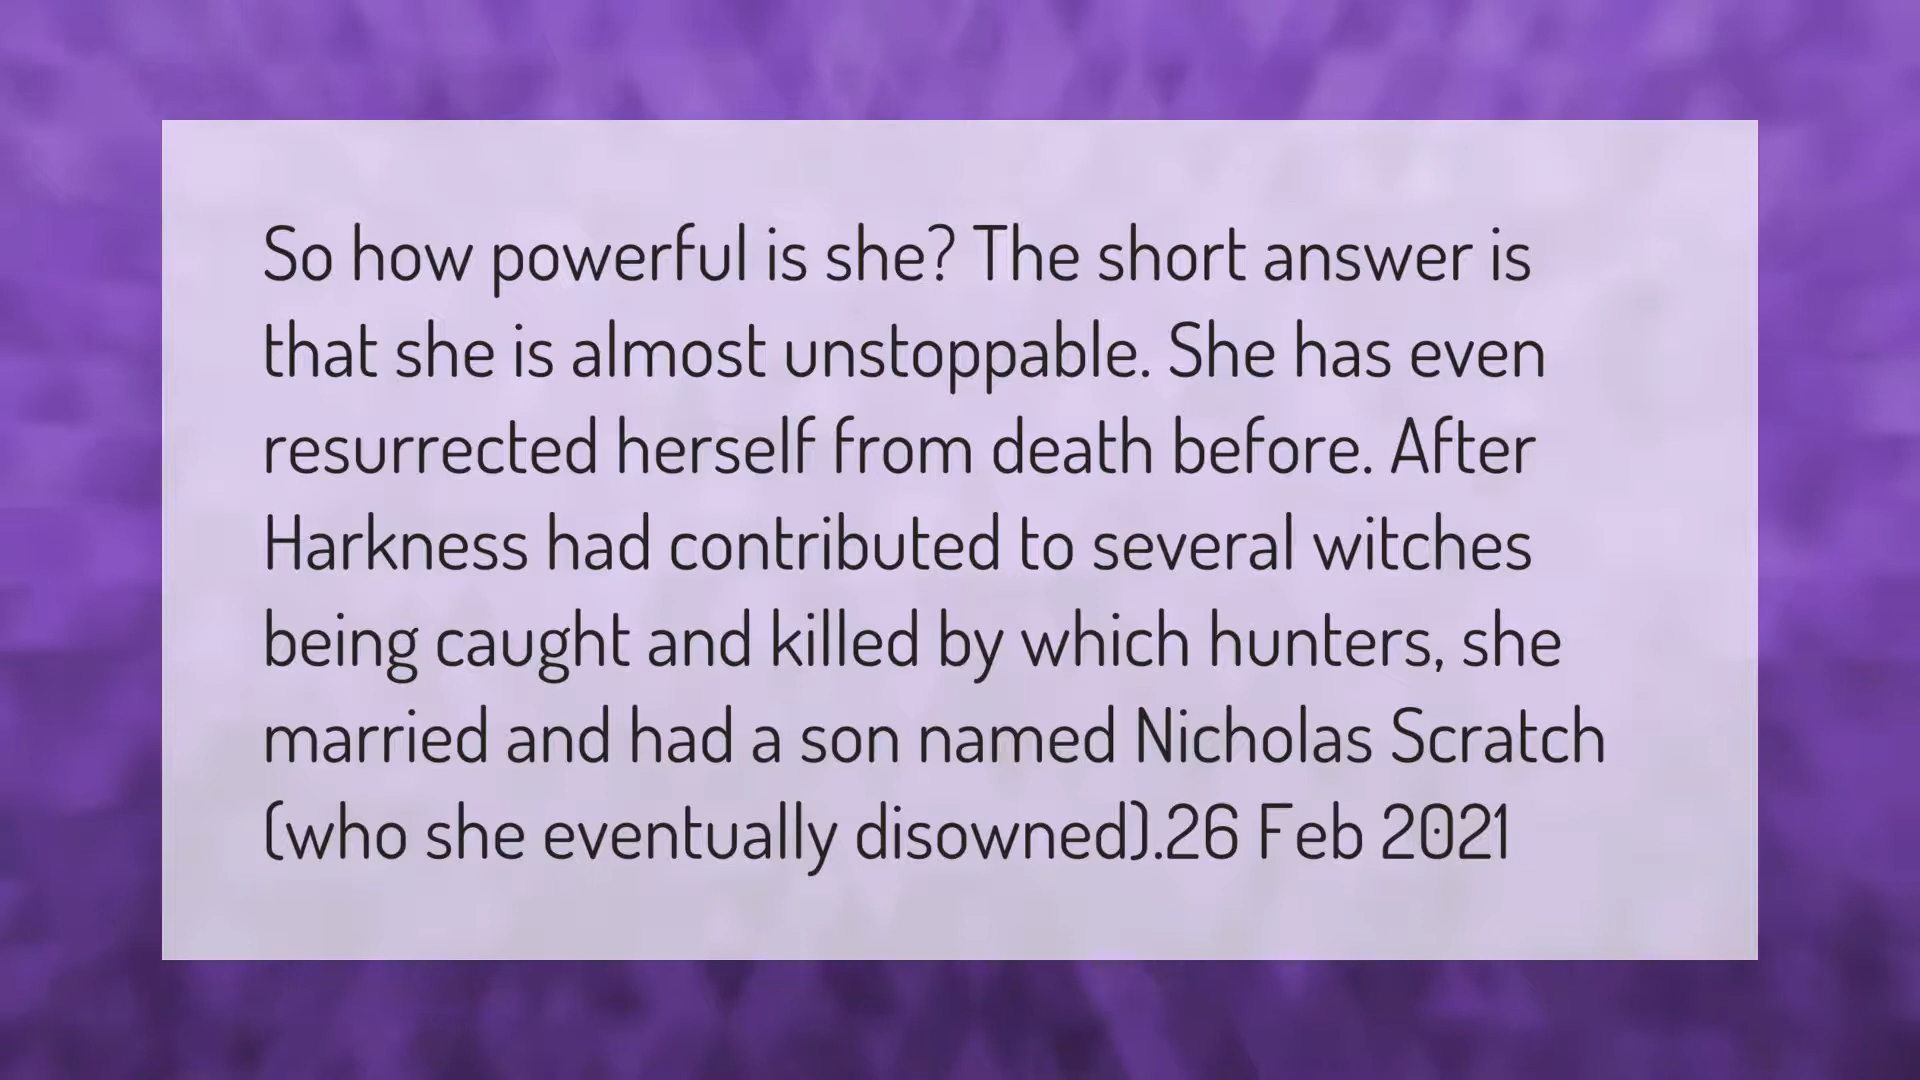 So how powerful is she? The short answer is
that she is almost unstoppable. She has even
resurrected herself from death before. After
Harkness had contributed to several witches
being caught and killed by which hunters, she
married and had a son named Nicholas Scratch
(who she eventually disowned).26 Feb 2021